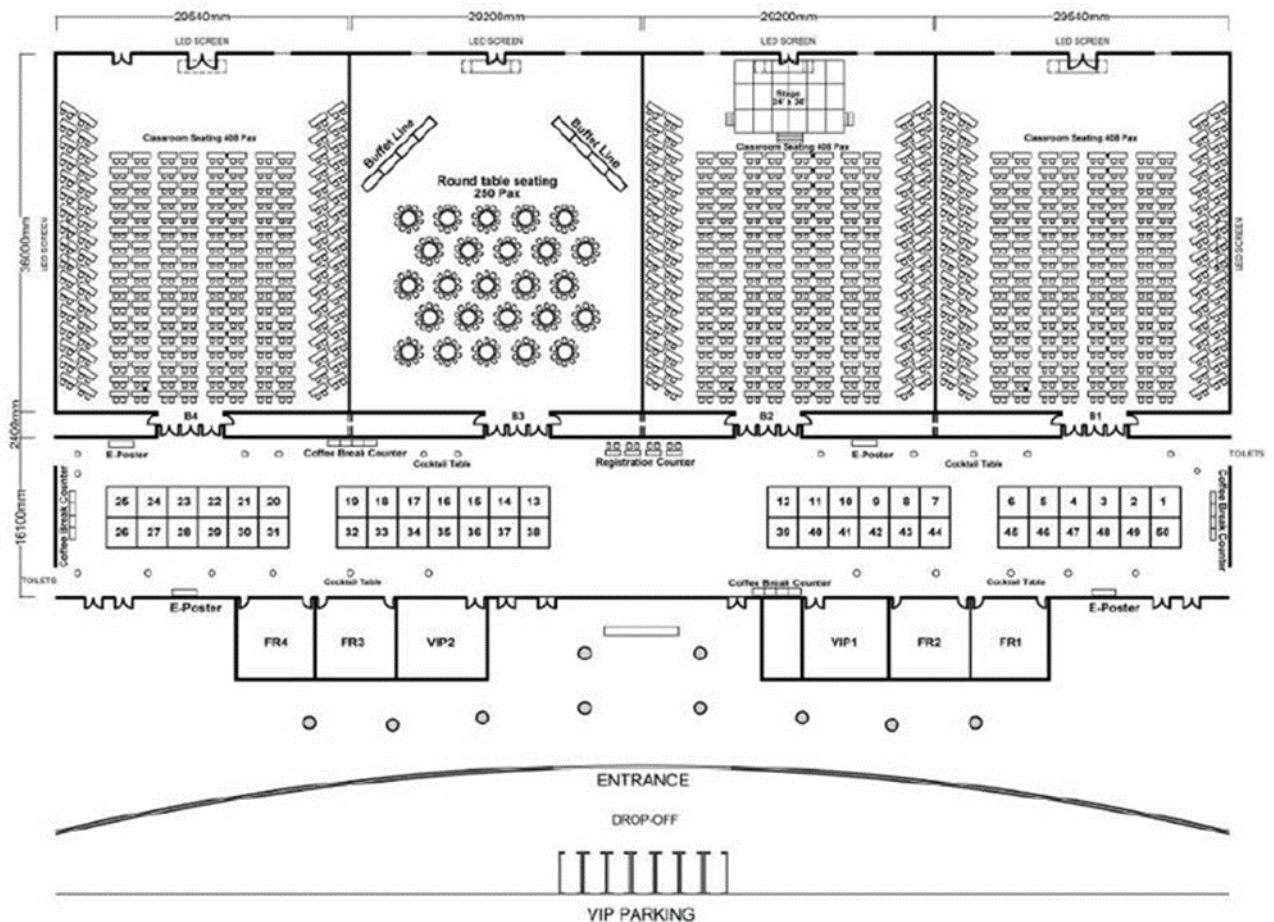 29540mm
29200mm
29200mm
29540mm
LED SCREEN
LED SCREEN
LED SCREEN
LED SCREEN
Stage
24' x 36'
Classroom Seating 408 Pax
Buffet Line
Buffet Line
Classroom Seating 408 Pax
Classroom Seating 408 Pax
Round table seating
250 Pax
36000mm
LED SCREEN
LED SCREEN
B4
B3
B2
B1
2400mm
E-Poster
Coffee Break Counter
Cocktail Table
Registration Counter
E-Poster
Cocktail Table
TOILETS
16100mm
Coffee Break Counter
25 24 23 22 21 20
19 18 17 16 15 14 13
12 11 10 9 8 7
6 5 4 3 2 1
26 27 28 29 30 31
32 33 34 35 36 37 38
39 40 41 42 43 44
45 46 47 48 49 50
Coffee Break Counter
TOILETS
Cocktail Table
Coffee Break Counter
Cocktail Table
E-Poster
E-Poster
FR4
FR3
VIP2
VIP1
FR2
FR1
ENTRANCE
DROP-OFF
VIP PARKING